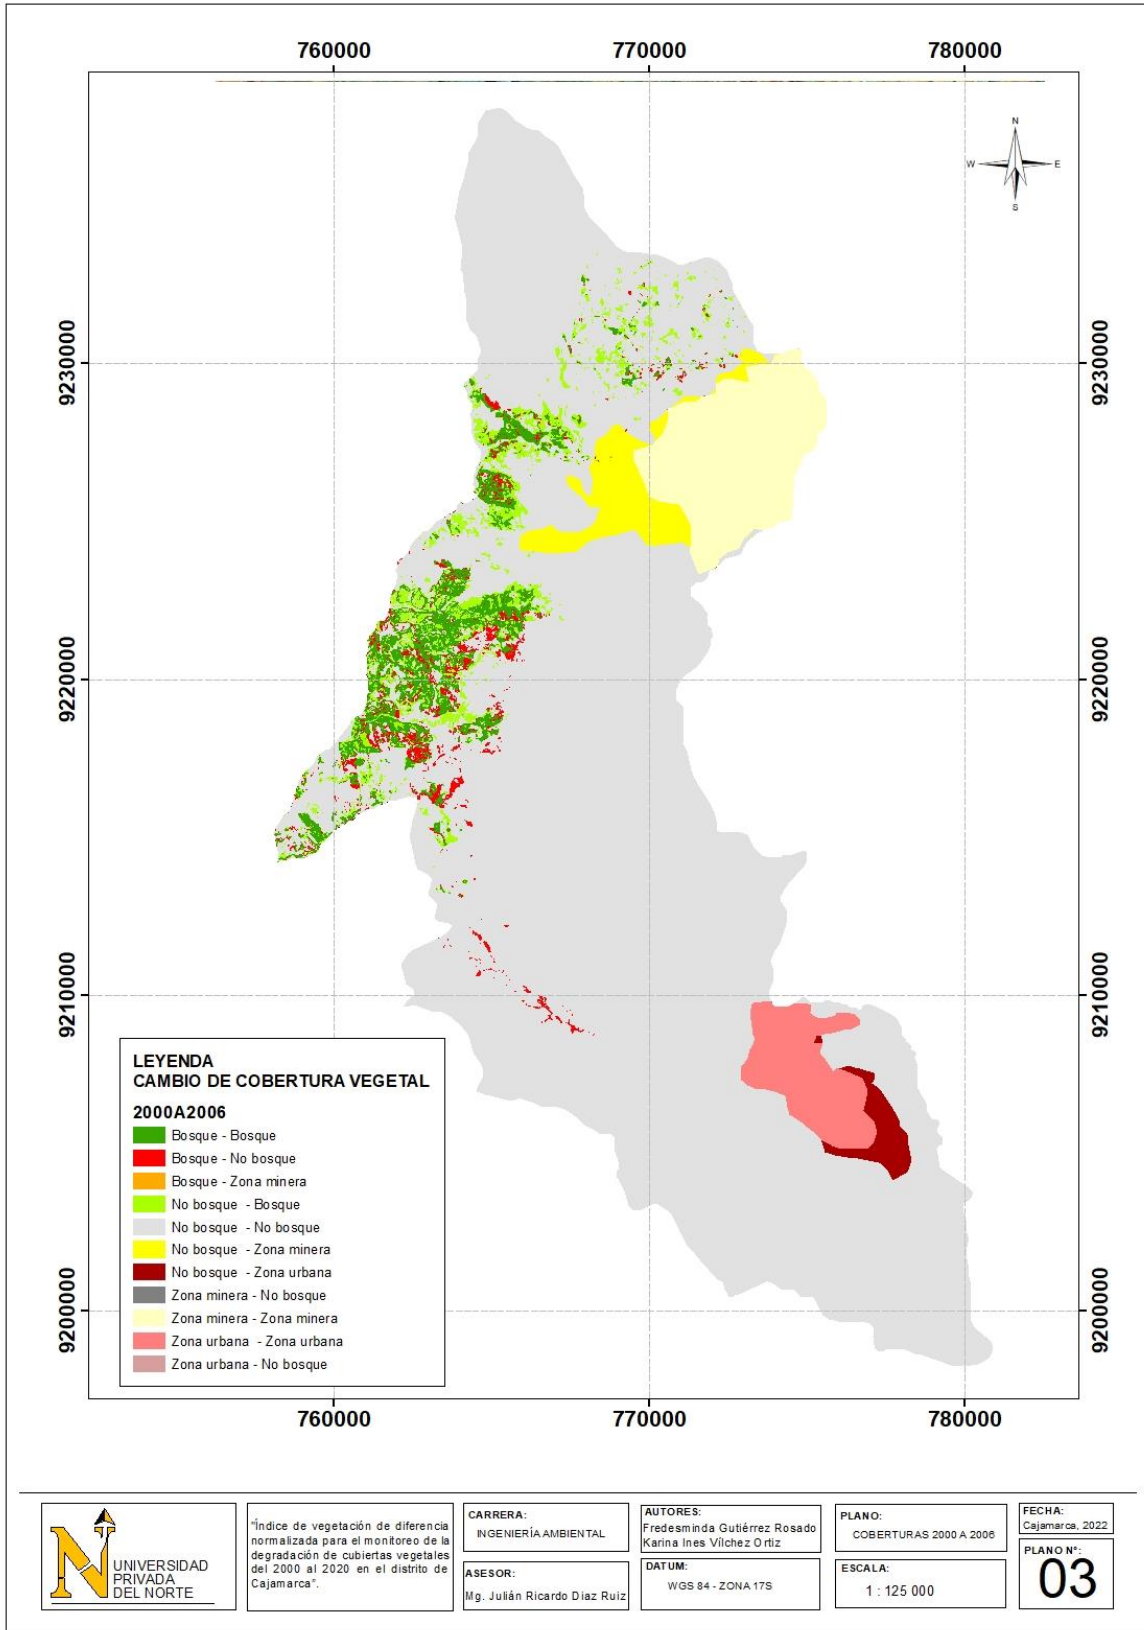 760000
770000
780000
N
W
E
S
9230000
9230000
9220000
9220000
9210000
9210000
9200000
9200000
LEYENDA
CAMBIO DE COBERTURA VEGETAL
2000A2006
Bosque - Bosque
Bosque - No bosque
Bosque - Zona minera
No bosque - Bosque
No bosque - No bosque
No bosque - Zona minera
No bosque - Zona urbana
Zona minera - No bosque
Zona minera - Zona minera
Zona urbana - Zona urbana
Zona urbana - No bosque
760000
770000
780000
N
UNIVERSIDAD
PRIVADA
DEL NORTE
"Índice de vegetación de diferencia
normalizada para el monitoreo de la
degradación de cubiertas vegetales
del 2000 al 2020 en el distrito de
Cajamarca".
CARRERA:
INGENIERÍA AMBIENTAL
ASESOR:
Mg. Julián Ricardo Diaz Ruiz
AUTORES:
Fredesminda Gutiérrez Rosado
Karina Ines Vílchez Ortiz
DATUM:
WGS 84 - ZONA 17S
PLANO:
COBERTURAS 2000 A 2006
ESCALA:
1 : 125 000
FECHA:
Cajamarca, 2022
PLANO Nº:
03